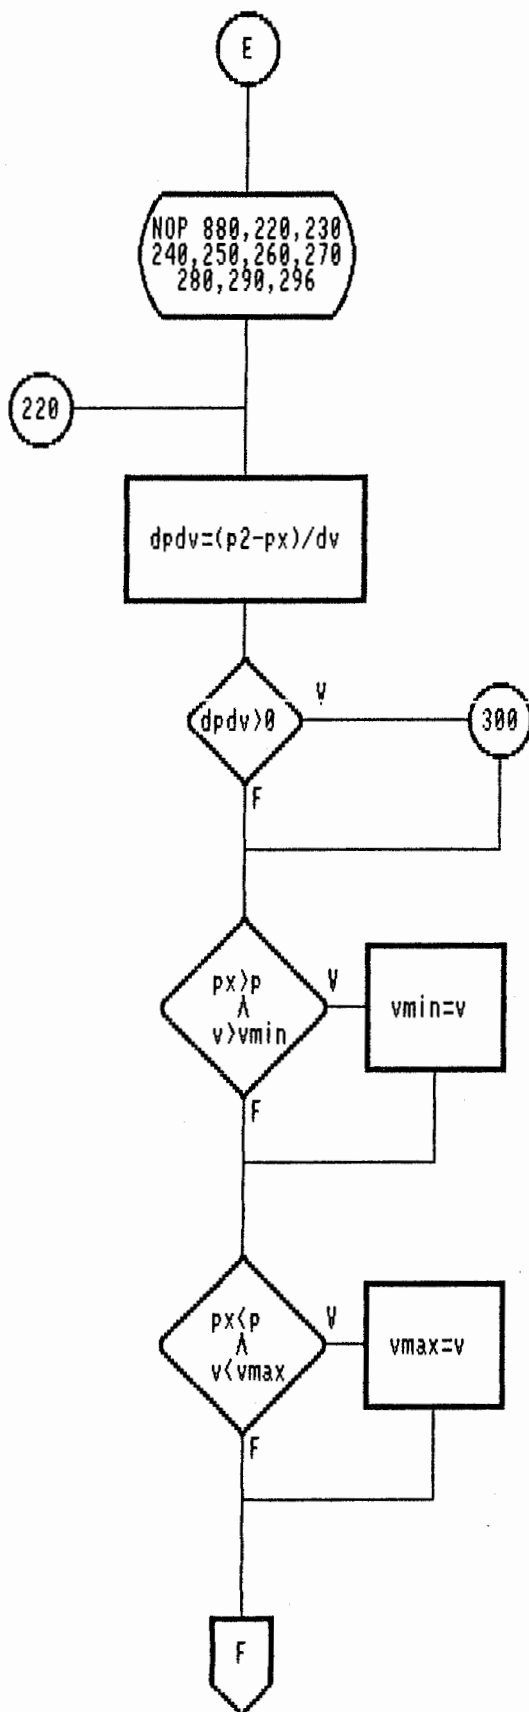 E
NOP 880,220,230
240,250,260,270
280,290,296
220
dpdv=(p2-px)/dv
dpdv>0
V
300
F
px>p
∧
v>vmin
V
vmin=v
F
px<p
∧
v<vmax
V
vmax=v
F
F